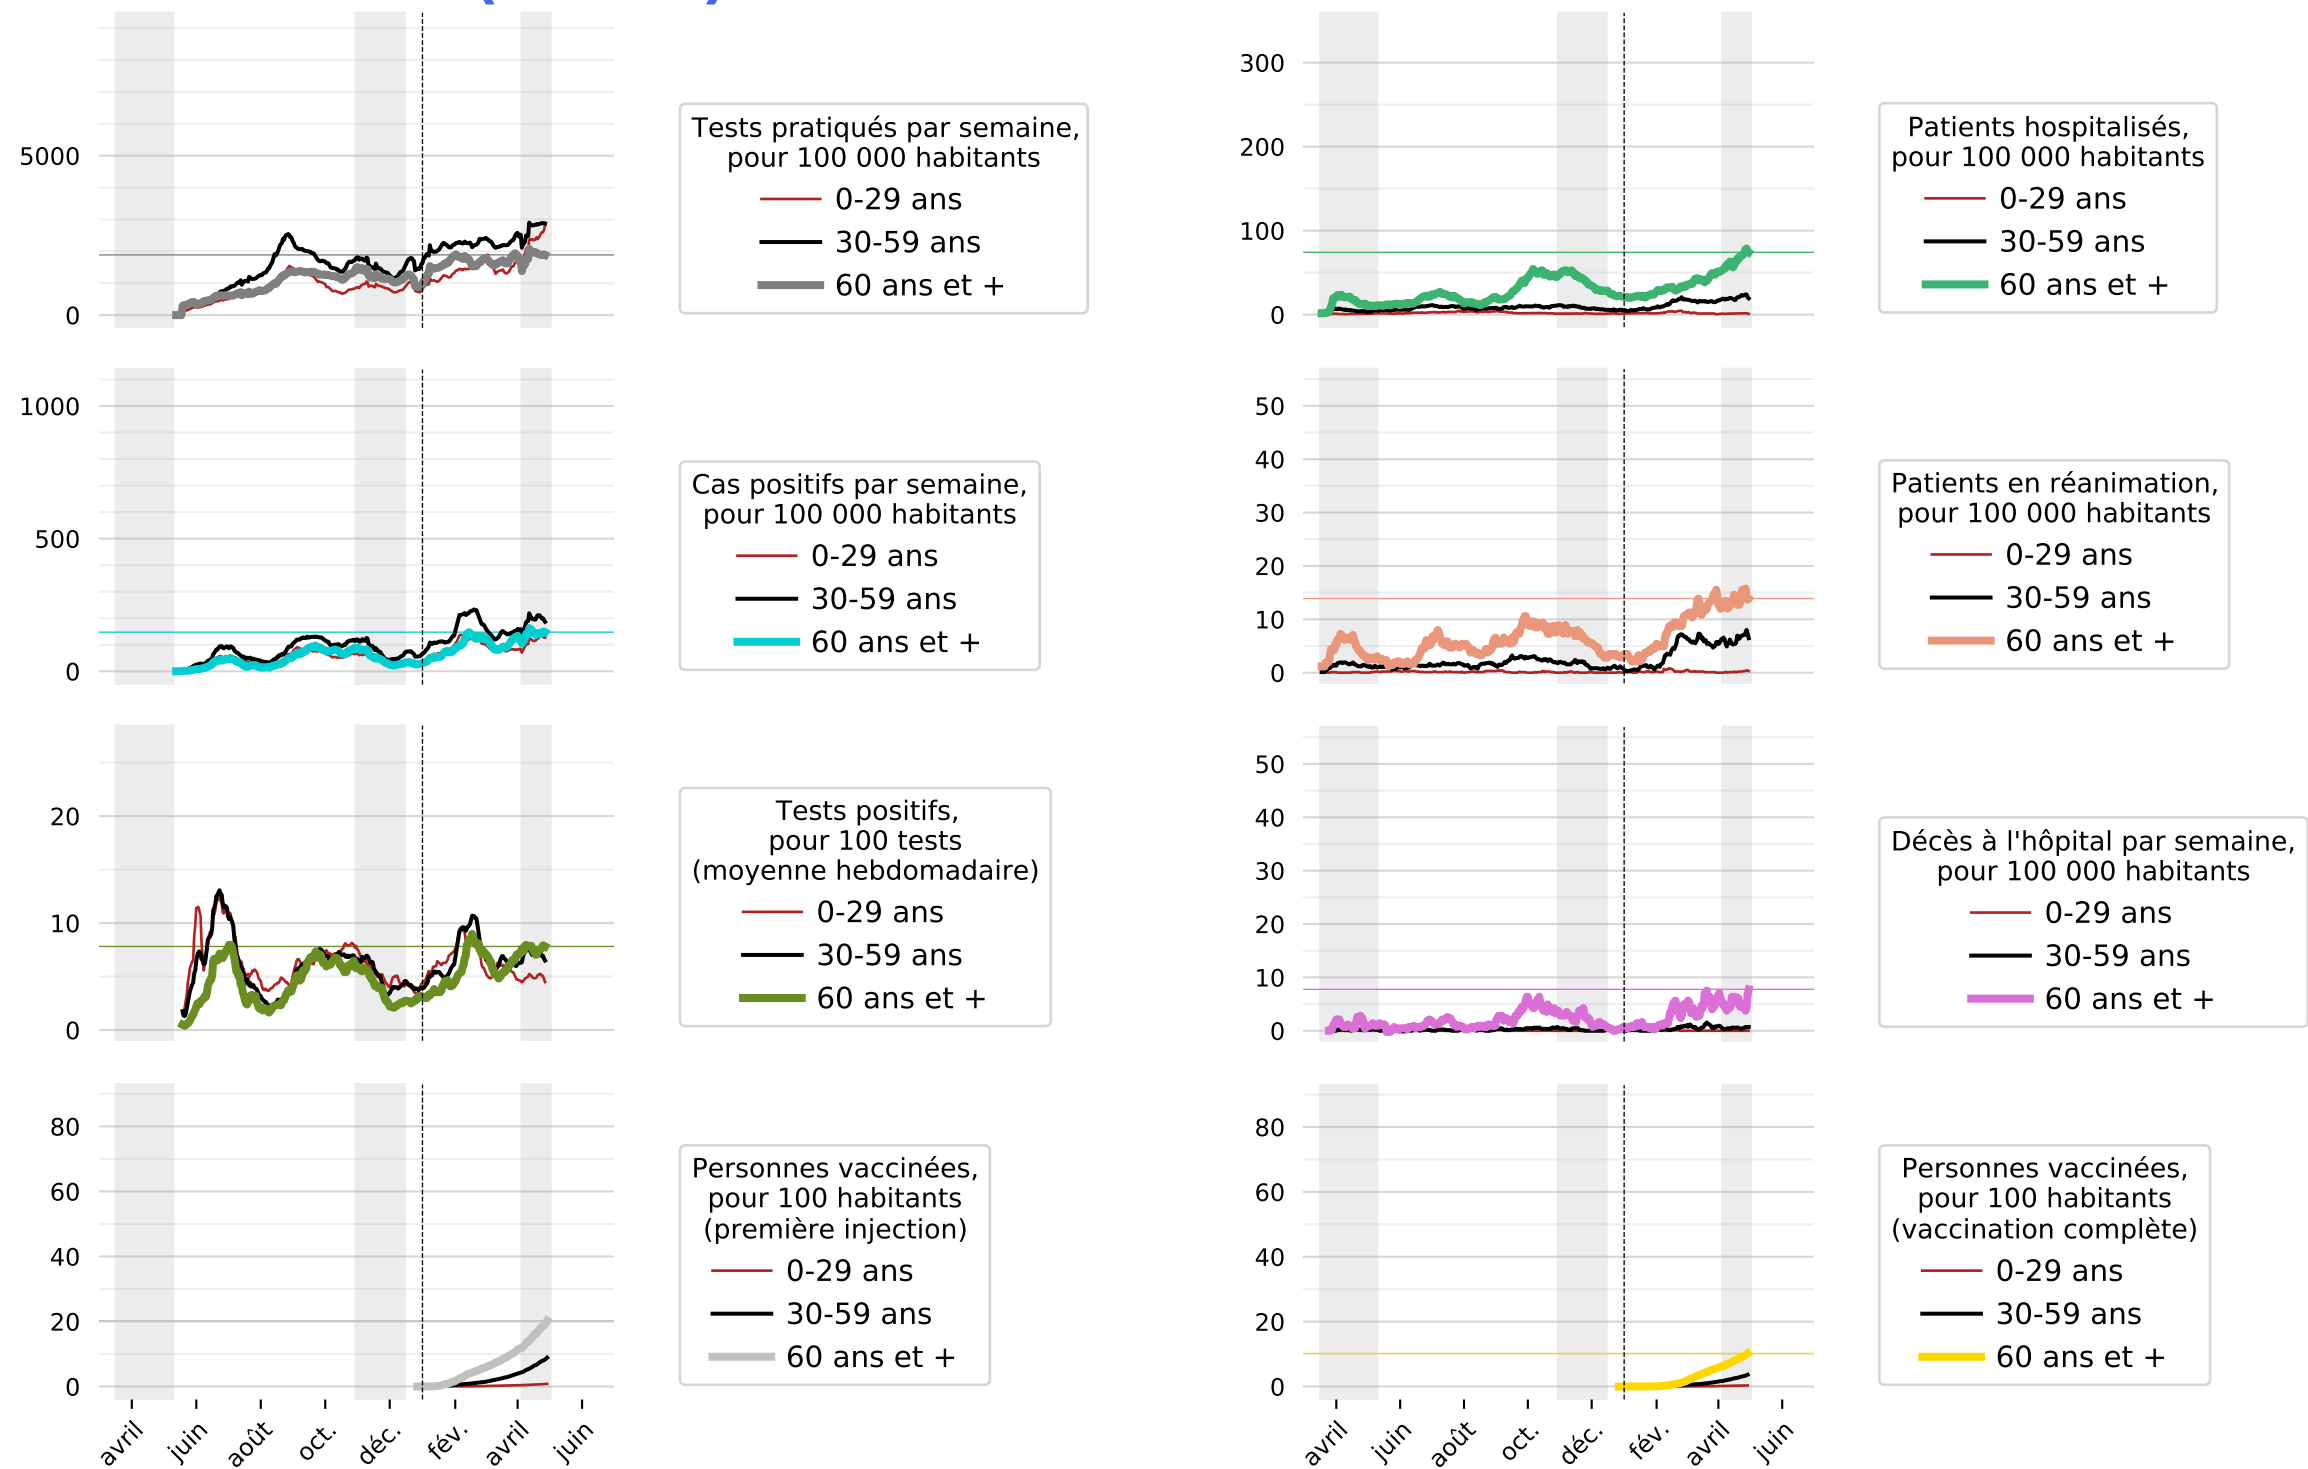 5000
0
Tests pratiqués par semaine,
pour 100 000 habitants
0-29 ans
30-59 ans
60 ans et +
300
200
100
0
Patients hospitalisés,
pour 100 000 habitants
0-29 ans
30-59 ans
60 ans et +
1000
500
0
Cas positifs par semaine,
pour 100 000 habitants
0-29 ans
30-59 ans
60 ans et +
50
40
30
20
10
0
Patients en réanimation,
pour 100 000 habitants
0-29 ans
30-59 ans
60 ans et +
20
10
0
Tests positifs,
pour 100 tests
(moyenne hebdomadaire)
0-29 ans
30-59 ans
60 ans et +
50
40
30
20
10
0
Décès à l'hôpital par semaine,
pour 100 000 habitants
0-29 ans
30-59 ans
60 ans et +
80
60
40
20
0
avril juin août oct. déc. fév. avril juin
Personnes vaccinées,
pour 100 habitants
(première injection)
0-29 ans
30-59 ans
60 ans et +
80
60
40
20
0
avril juin août oct. déc. fév. avril juin
Personnes vaccinées,
pour 100 habitants
(vaccination complète)
0-29 ans
30-59 ans
60 ans et +